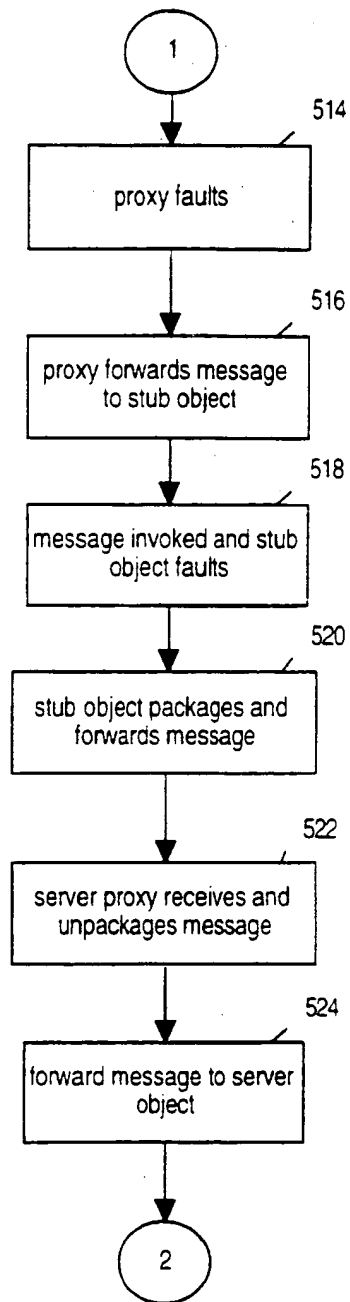 1
514
proxy faults
516
proxy forwards message
to stub object
518
message invoked and stub
object faults
520
stub object packages and
forwards message
522
server proxy receives and
unpackages message
524
forward message to server
object
2